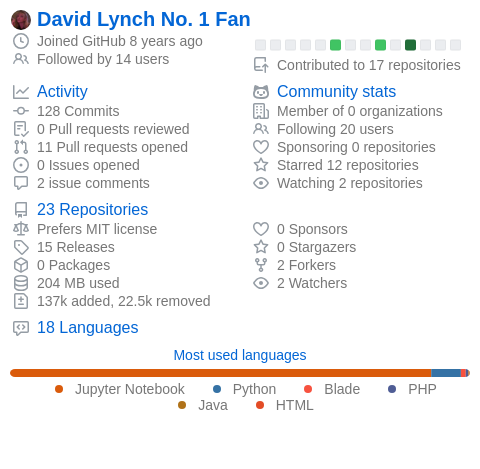 David Lynch No. 1 Fan
Joined GitHub 8 years ago
Followed by 14 users
Contributed to 17 repositories
Activity
128 Commits
0 Pull requests reviewed
11 Pull requests opened
0 Issues opened
2 issue comments
Community stats
Member of 0 organizations
Following 20 users
Sponsoring 0 repositories
Starred 12 repositories
Watching 2 repositories
23 Repositories
Prefers MIT license
15 Releases
0 Packages
204 MB used
137k added, 22.5k removed
0 Sponsors
0 Stargazers
2 Forkers
2 Watchers
18 Languages
Most used languages
Jupyter Notebook Python Blade PHP
Java HTML